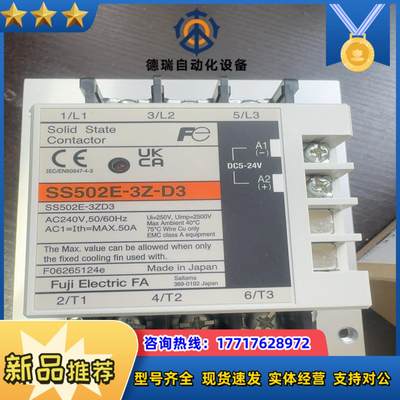 德瑞自动化设备
1/L1 3/L2 5/L3
Solid State
Contactor
Fe
CE
UK
CA
IEC/EN60947-4-3
A1
(-)
DC5-24V
A2
(+)
SS502E-3Z-D3
SS502E-3ZD3
AC240V,50/60Hz
AC1=Ith=MAX.50A
Ui=250V, Uimp=2500V
Max Ambient 40°C
75°C Wire Cu only
EMC class A equipment
The Max. value can be allowed when only
the fixed cooling fin used with.
F06265124e
Made in Japan
Fuji Electric FA
Saitama
369-0192 Japan
2/T1 4/T2 6/T3
新品推荐
咨询热线：17717628972
型号齐全 现货速发 实体经营 支持对公